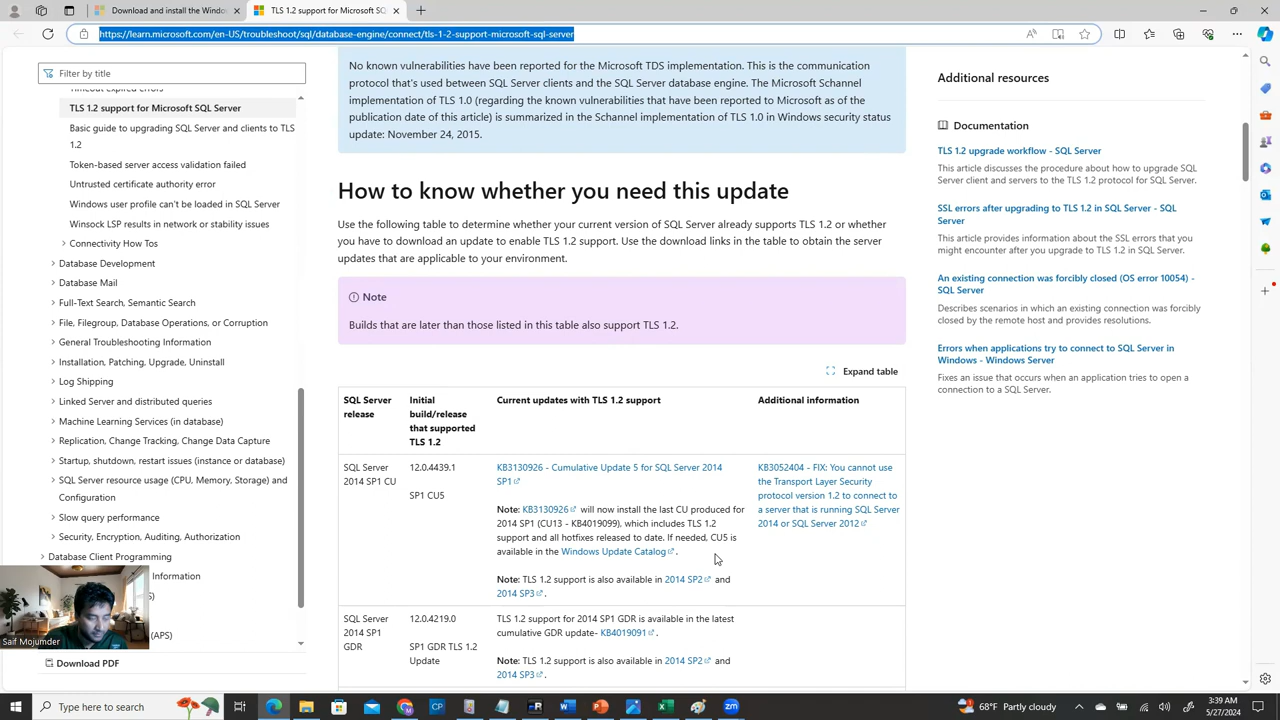 Download and install the Windo
TLS 1.2 support for Microsoft SQ
https://learn.microsoft.com/en-US/troubleshoot/sql/database-engine/connect/tls-1-2-support-microsoft-sql-server
Filter by title
Timeout expired errors
TLS 1.2 support for Microsoft SQL Server
Basic guide to upgrading SQL Server and clients to TLS
1.2
Token-based server access validation failed
Untrusted certificate authority error
Windows user profile can't be loaded in SQL Server
Winsock LSP results in network or stability issues
Connectivity How Tos
Database Development
Database Mail
Full-Text Search, Semantic Search
File, Filegroup, Database Operations, or Corruption
General Troubleshooting Information
Installation, Patching, Upgrade, Uninstall
Log Shipping
Linked Server and distributed queries
Machine Learning Services (in database)
Replication, Change Tracking, Change Data Capture
Startup, shutdown, restart issues (instance or database)
SQL Server resource usage (CPU, Memory, Storage) and
Configuration
Slow query performance
Security, Encryption, Auditing, Authorization
Database Client Programming
Information
S)
(APS)
Saif Mojumder
Download PDF
No known vulnerabilities have been reported for the Microsoft TDS implementation. This is the communication
protocol that's used between SQL Server clients and the SQL Server database engine. The Microsoft Schannel
implementation of TLS 1.0 (regarding the known vulnerabilities that have been reported to Microsoft as of the
publication date of this article) is summarized in the Schannel implementation of TLS 1.0 in Windows security status
update: November 24, 2015.
How to know whether you need this update
Use the following table to determine whether your current version of SQL Server already supports TLS 1.2 or whether
you have to download an update to enable TLS 1.2 support. Use the download links in the table to obtain the server
updates that are applicable to your environment.
Note
Builds that are later than those listed in this table also support TLS 1.2.
Expand table
SQL Server
release
Initial
build/release
that supported
TLS 1.2
Current updates with TLS 1.2 support
Additional information
SQL Server
2014 SP1 CU
12.0.4439.1
SP1 CU5
KB3130926 - Cumulative Update 5 for SQL Server 2014
SP1
Note: KB3130926 will now install the last CU produced for
2014 SP1 (CU13 - KB4019099), which includes TLS 1.2
support and all hotfixes released to date. If needed, CU5 is
available in the Windows Update Catalog.
Note: TLS 1.2 support is also available in 2014 SP2 and
2014 SP3.
KB3052404 - FIX: You cannot use
the Transport Layer Security
protocol version 1.2 to connect to
a server that is running SQL Server
2014 or SQL Server 2012
SQL Server
2014 SP1
GDR
12.0.4219.0
SP1 GDR TLS 1.2
Update
TLS 1.2 support for 2014 SP1 GDR is available in the latest
cumulative GDR update- KB4019091.
Note: TLS 1.2 support is also available in 2014 SP2 and
2014 SP3.
Additional resources
Documentation
TLS 1.2 upgrade workflow - SQL Server
This article discusses the procedure about how to upgrade SQL
Server client and servers to the TLS 1.2 protocol for SQL Server.
SSL errors after upgrading to TLS 1.2 in SQL Server - SQL
Server
This article provides information about the SSL errors that you
might encounter after you upgrade to TLS 1.2 in SQL Server.
An existing connection was forcibly closed (OS error 10054) -
SQL Server
Describes scenarios in which an existing connection was forcibly
closed by the remote host and provides resolutions.
Errors when applications try to connect to SQL Server in
Windows - Windows Server
Fixes an issue that occurs when an application tries to open a
connection to a SQL Server.
Type here to search
68°F Partly cloudy
3:39 AM
5/27/2024